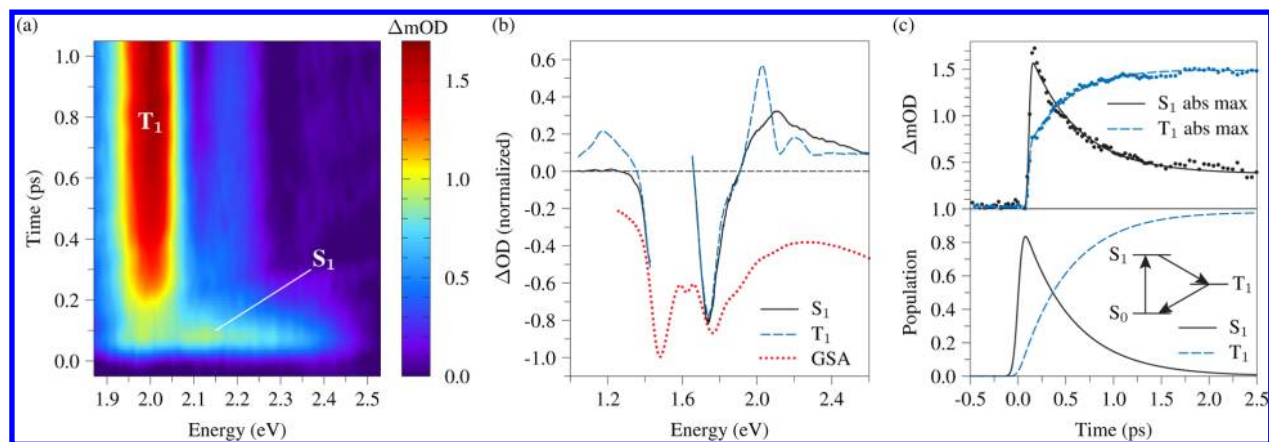 (a)
ΔmOD
1.0
0.8
0.6
0.4
0.2
0.0
Time (ps)
T1
S1
1.9 2.0 2.1 2.2 2.3 2.4 2.5
Energy (eV)
1.5
1.0
0.5
0.0
(b)
0.6
0.4
0.2
0.0
-0.2
-0.4
-0.6
-0.8
-1.0
ΔOD (normalized)
S1
T1
GSA
1.2 1.6 2.0 2.4
Energy (eV)
(c)
1.5
1.0
0.5
ΔmOD
S1 abs max
T1 abs max
1.0
0.8
0.6
0.4
0.2
0.0
Population
S1
T1
S0
S1
T1
-0.5 0.0 0.5 1.0 1.5 2.0 2.5
Time (ps)